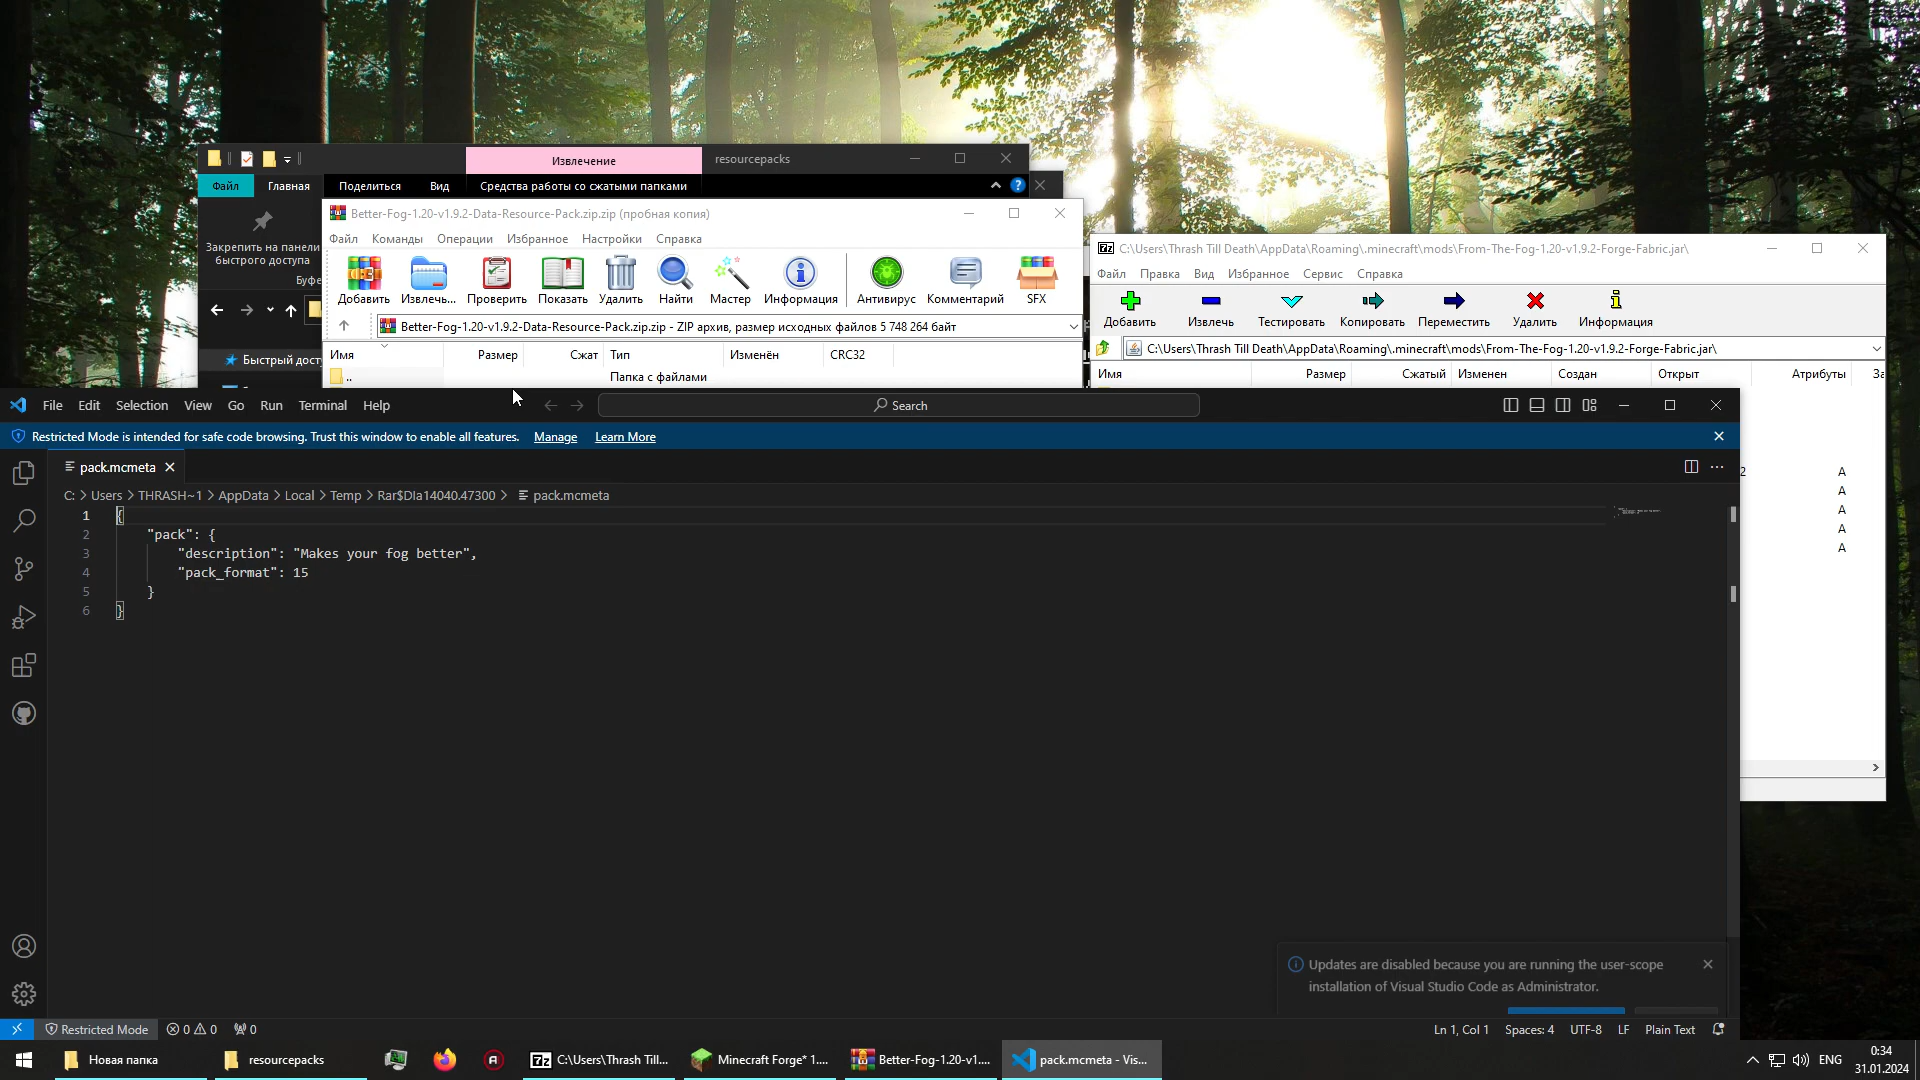 Извлечение
resourcepacks
Файл
Главная
Поделиться
Вид
Средства работы со сжатыми папками
Закрепить на панели
быстрого доступа
Буфе
Быстрый дост
Better-Fog-1.20-v1.9.2-Data-Resource-Pack.zip.zip (пробная копия)
Файл Команды Операции Избранное Настройки Справка
Добавить Извлечь... Проверить Показать Удалить Найти Мастер Информация Антивирус Комментарий SFX
Better-Fog-1.20-v1.9.2-Data-Resource-Pack.zip.zip - ZIP архив, размер исходных файлов 5 748 264 байт
Имя Размер Сжат Тип Изменён CRC32
.. Папка с файлами
C:\Users\Thrash Till Death\AppData\Roaming\.minecraft\mods\From-The-Fog-1.20-v1.9.2-Forge-Fabric.jar\
Файл Правка Вид Избранное Сервис Справка
Добавить Извлечь Тестировать Копировать Переместить Удалить Информация
C:\Users\Thrash Till Death\AppData\Roaming\.minecraft\mods\From-The-Fog-1.20-v1.9.2-Forge-Fabric.jar\
Имя Размер Сжатый Изменен Создан Открыт Атрибуты За
2 A
A
A
A
A
File Edit Selection View Go Run Terminal Help
Search
Restricted Mode is intended for safe code browsing. Trust this window to enable all features. Manage Learn More
pack.mcmeta
C: > Users > THRASH~1 > AppData > Local > Temp > Rar$DIa14040.47300 > pack.mcmeta
1 {
2 "pack": {
3 "description": "Makes your fog better",
4 "pack_format": 15
5 }
6 }
Updates are disabled because you are running the user-scope
installation of Visual Studio Code as Administrator.
Restricted Mode 0 0 0
Ln 1, Col 1 Spaces: 4 UTF-8 LF Plain Text
Новая папка
resourcepacks
C:\Users\Thrash Till...
Minecraft Forge* 1....
Better-Fog-1.20-v1....
pack.mcmeta - Vis...
ENG
0:34
31.01.2024